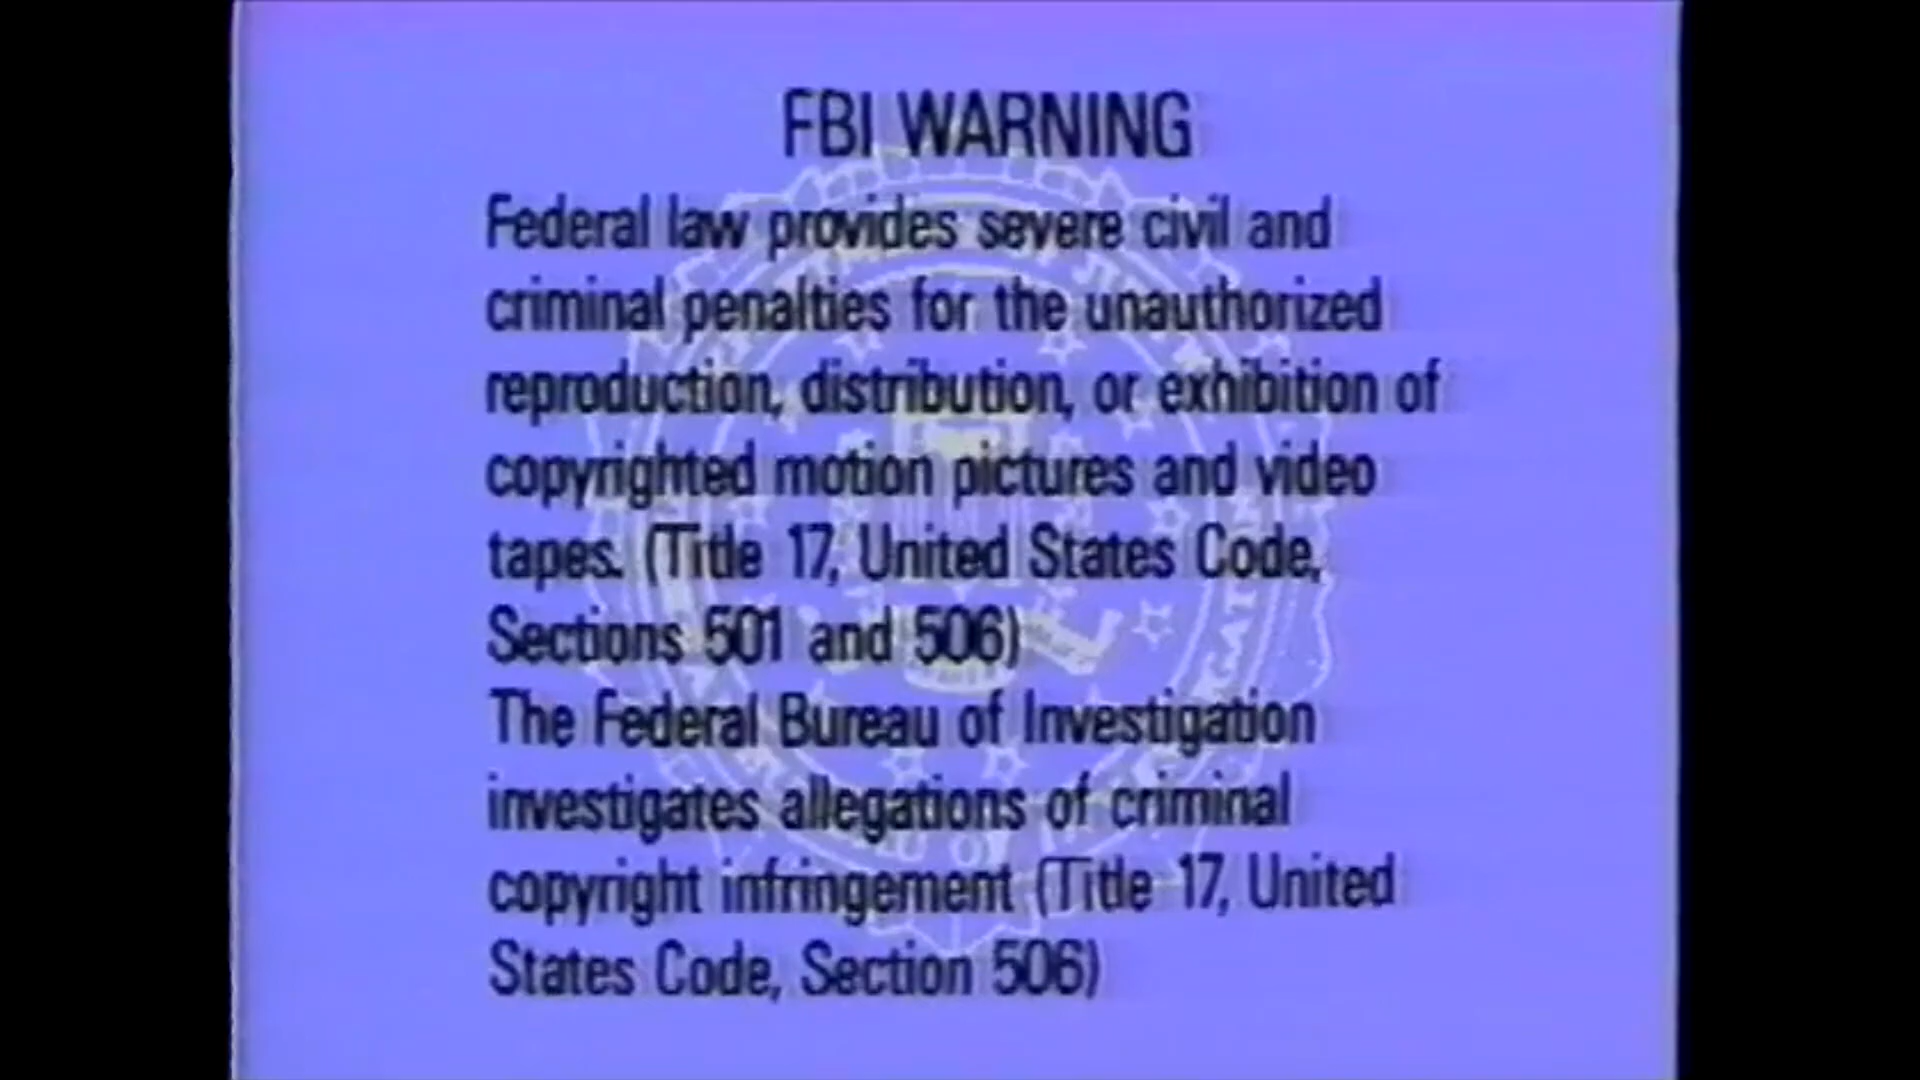 FBI WARNING
Federal law provides severe civil and
criminal penalties for the unauthorized
reproduction, distribution, or exhibition of
copyrighted motion pictures and video
tapes. (Title 17, United States Code,
Sections 501 and 506)
The Federal Bureau of Investigation
investigates allegations of criminal
copyright infringement (Title 17, United
States Code, Section 506)